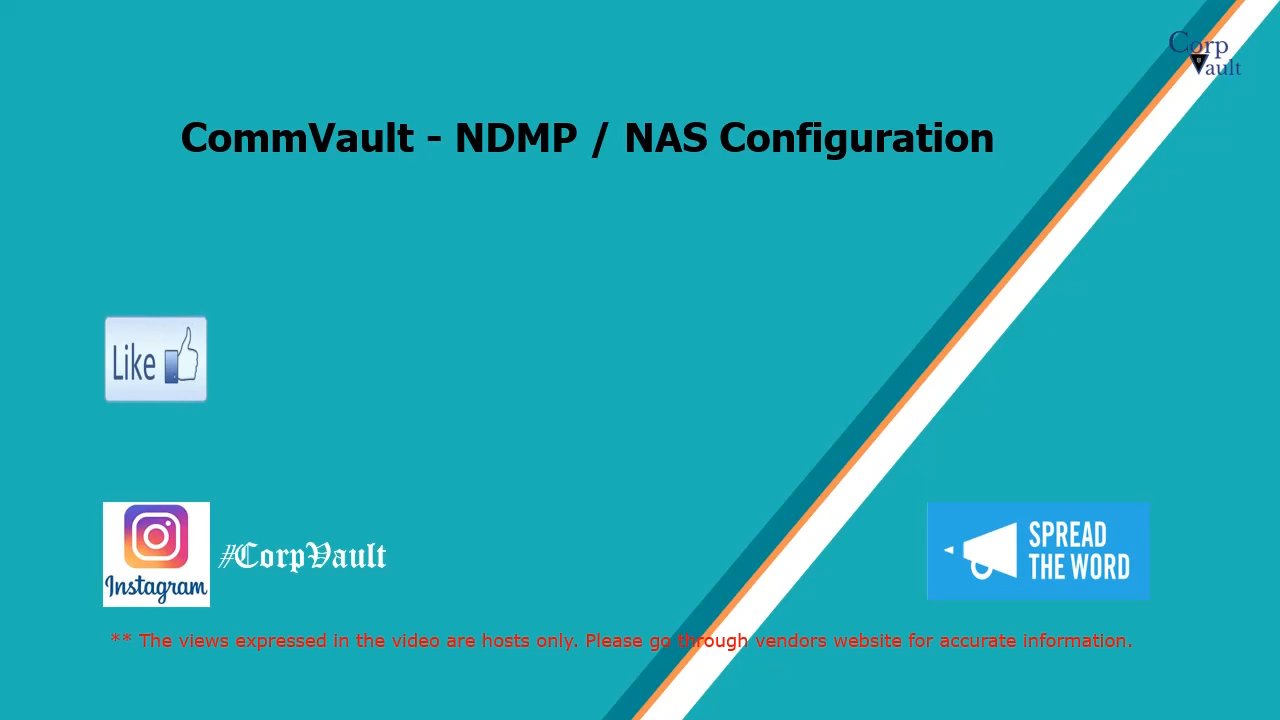 Corp
Vault
CommVault - NDMP / NAS Configuration
Like
Instagram
#CorpVault
SPREAD
THE WORD
** The views expressed in the video are hosts only. Please go through vendors website for accurate information.